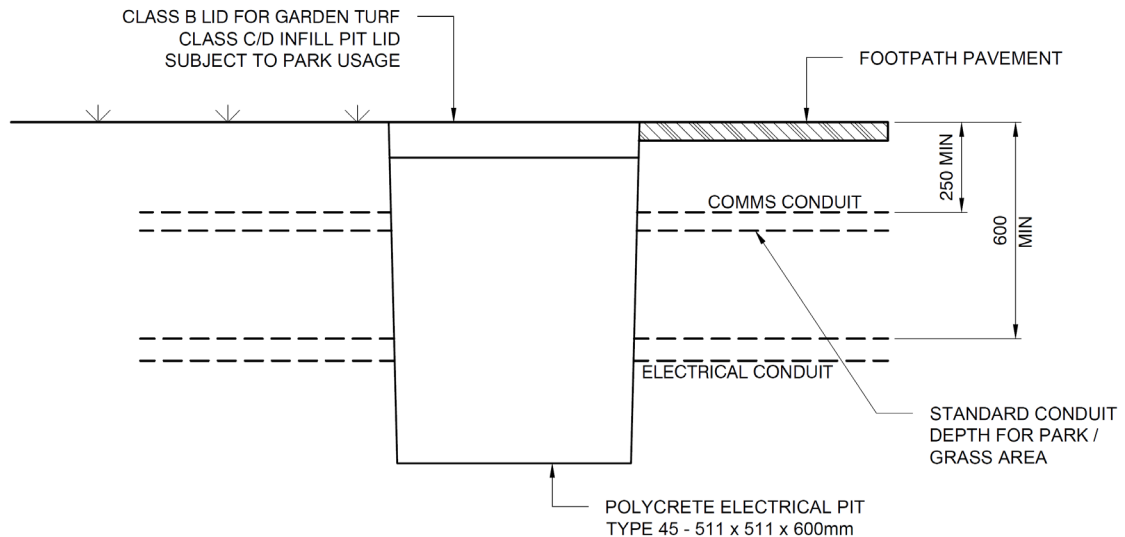 CLASS B LID FOR GARDEN TURF
CLASS C/D INFILL PIT LID
SUBJECT TO PARK USAGE
FOOTPATH PAVEMENT
250 MIN
COMMS CONDUIT
600
MIN
ELECTRICAL CONDUIT
STANDARD CONDUIT
DEPTH FOR PARK /
GRASS AREA
POLYCRETE ELECTRICAL PIT
TYPE 45 - 511 x 511 x 600mm